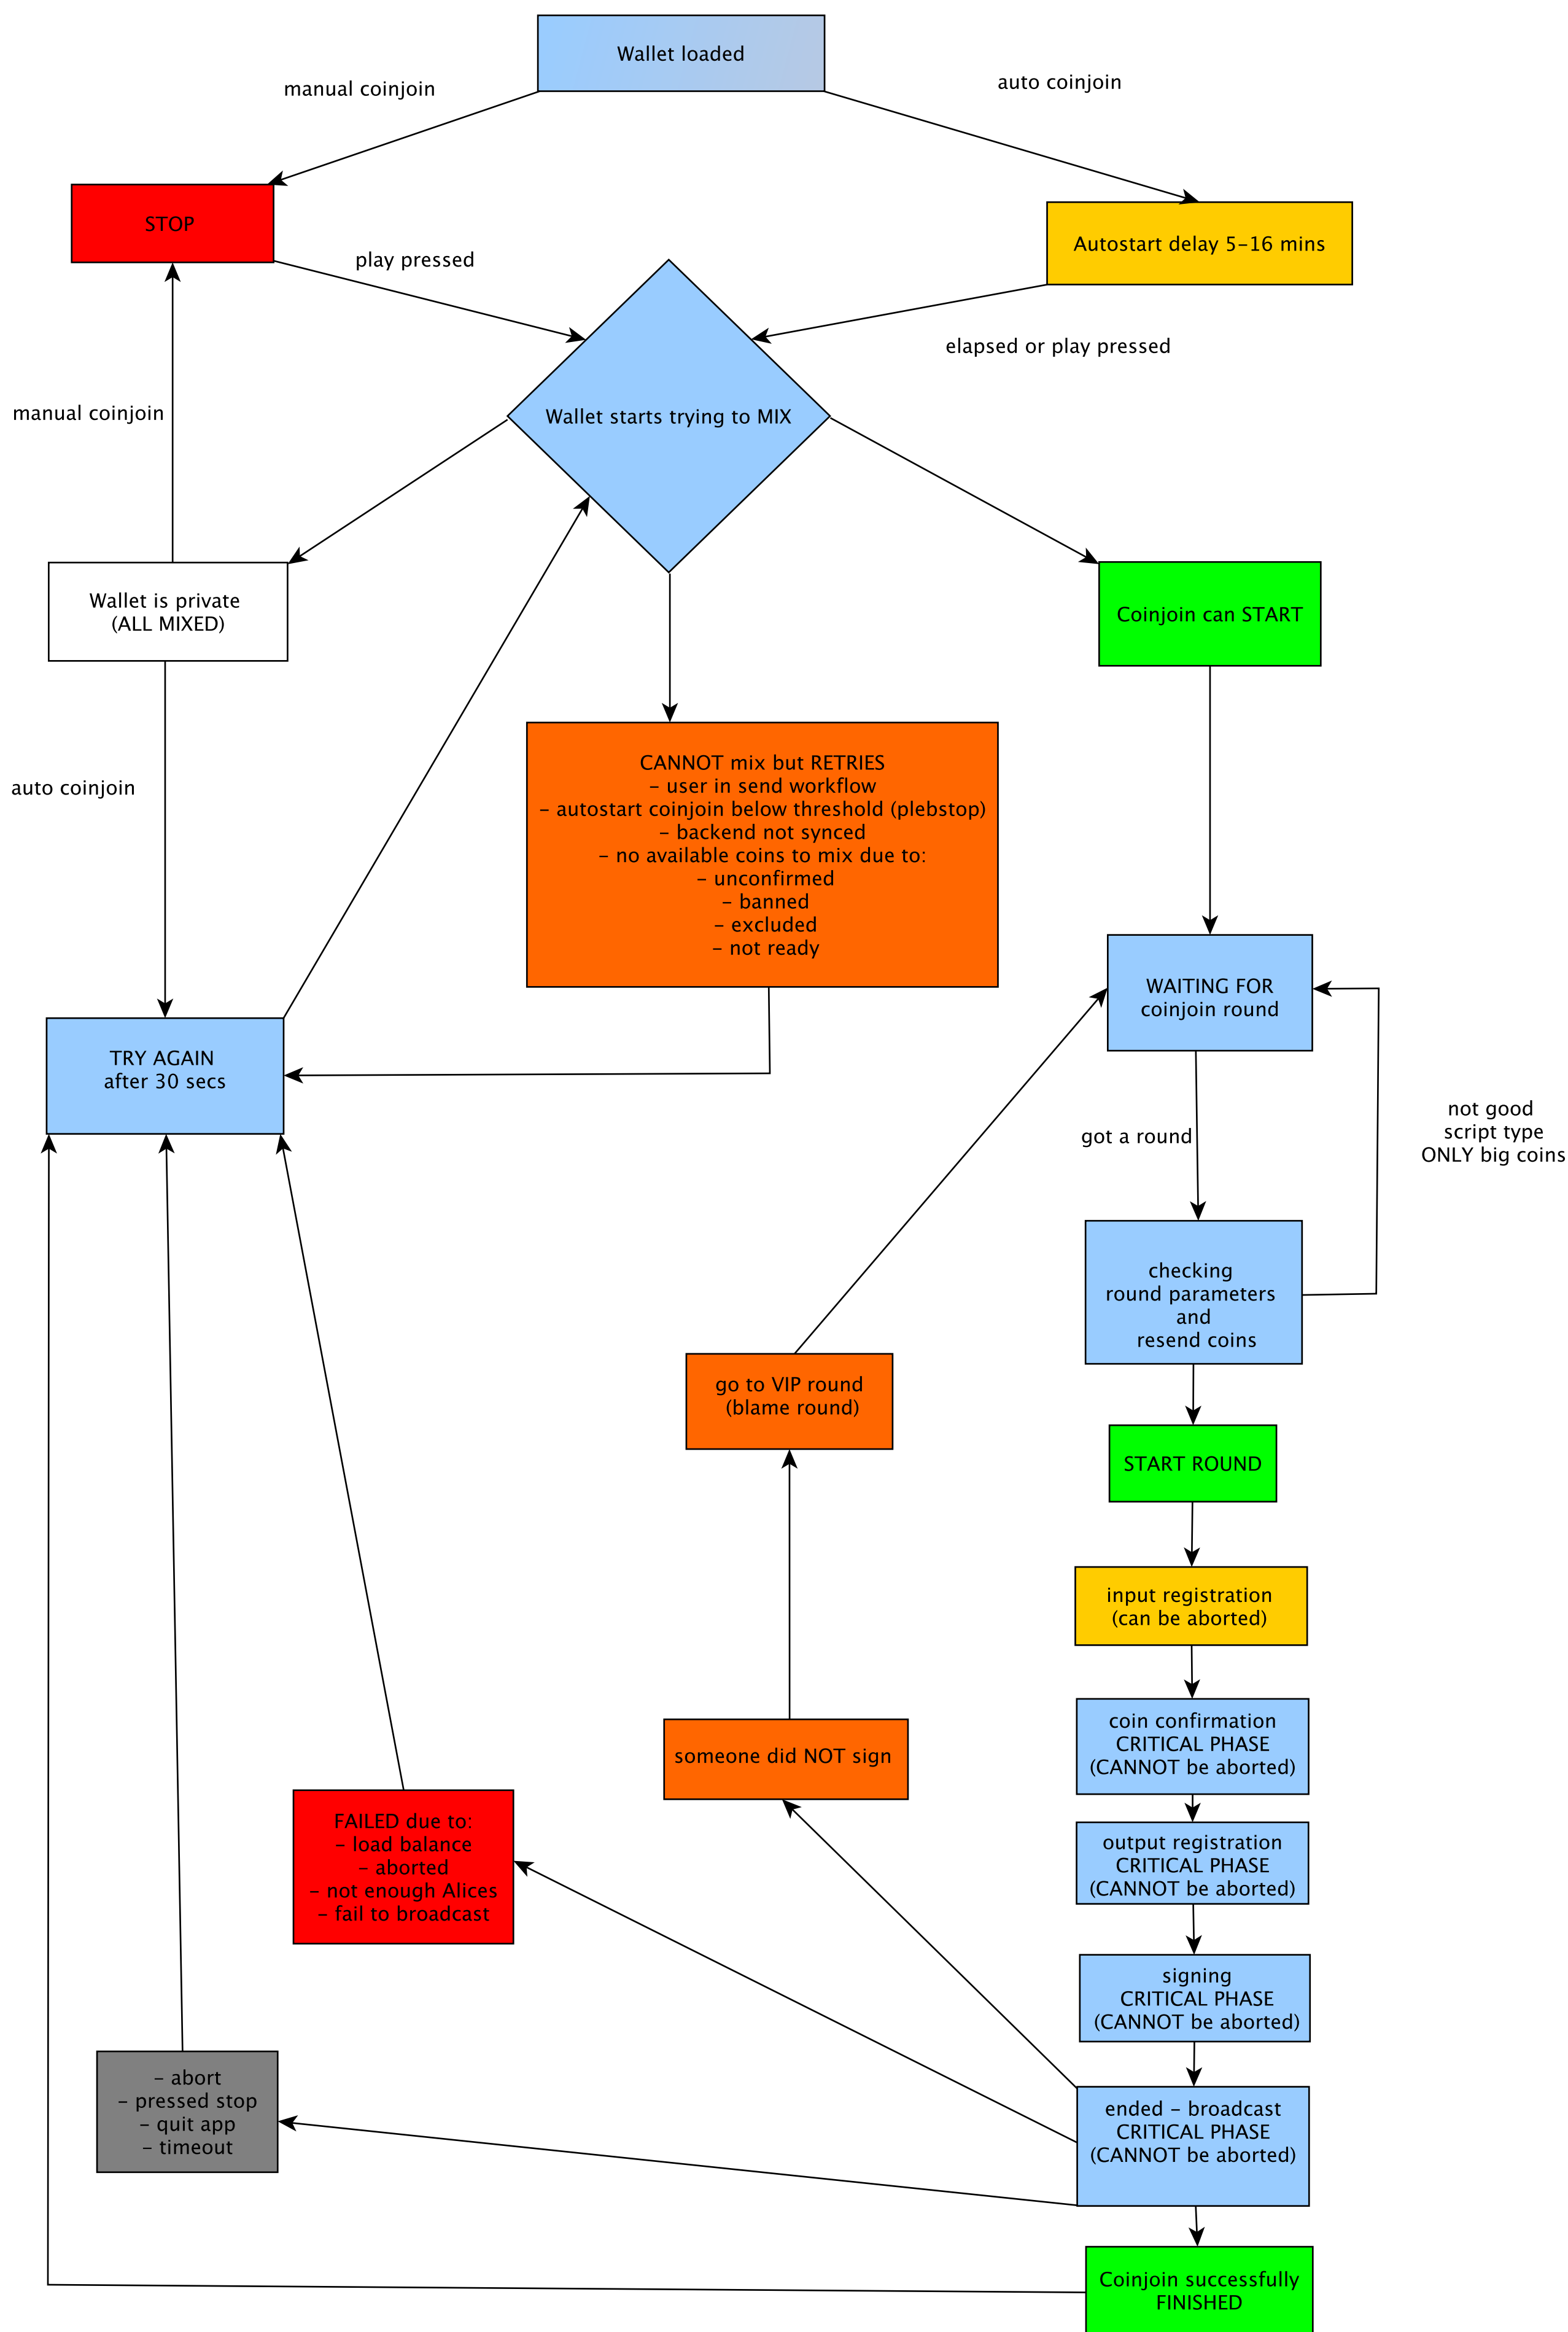 Wallet loaded
manual coinjoin
auto coinjoin
STOP
Autostart delay 5-16 mins
play pressed
elapsed or play pressed
Wallet starts trying to MIX
manual coinjoin
Wallet is private
(ALL MIXED)
Coinjoin can START
auto coinjoin
CANNOT mix but RETRIES
- user in send workflow
- autostart coinjoin below threshold (plebstop)
- backend not synced
- no available coins to mix due to:
- unconfirmed
- banned
- excluded
- not ready
WAITING FOR
coinjoin round
TRY AGAIN
after 30 secs
got a round
not good
script type
ONLY big coins
checking
round parameters
and
resend coins
go to VIP round
(blame round)
START ROUND
input registration
(can be aborted)
coin confirmation
CRITICAL PHASE
(CANNOT be aborted)
someone did NOT sign
FAILED due to:
- load balance
- aborted
- not enough Alices
- fail to broadcast
output registration
CRITICAL PHASE
(CANNOT be aborted)
signing
CRITICAL PHASE
(CANNOT be aborted)
- abort
- pressed stop
- quit app
- timeout
ended - broadcast
CRITICAL PHASE
(CANNOT be aborted)
Coinjoin successfully
FINISHED